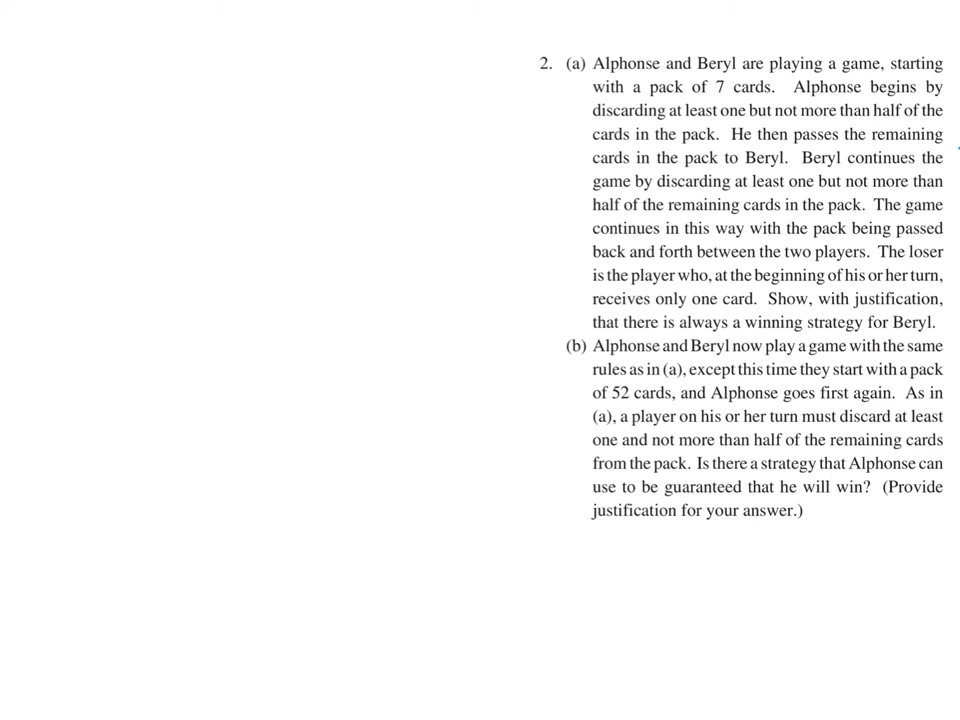 2. (a) Alphonse and Beryl are playing a game, starting
with a pack of 7 cards. Alphonse begins by
discarding at least one but not more than half of the
cards in the pack. He then passes the remaining
cards in the pack to Beryl. Beryl continues the
game by discarding at least one but not more than
half of the remaining cards in the pack. The game
continues in this way with the pack being passed
back and forth between the two players. The loser
is the player who, at the beginning of his or her turn,
receives only one card. Show, with justification,
that there is always a winning strategy for Beryl.
(b) Alphonse and Beryl now play a game with the same
rules as in (a), except this time they start with a pack
of 52 cards, and Alphonse goes first again. As in
(a), a player on his or her turn must discard at least
one and not more than half of the remaining cards
from the pack. Is there a strategy that Alphonse can
use to be guaranteed that he will win? (Provide
justification for your answer.)